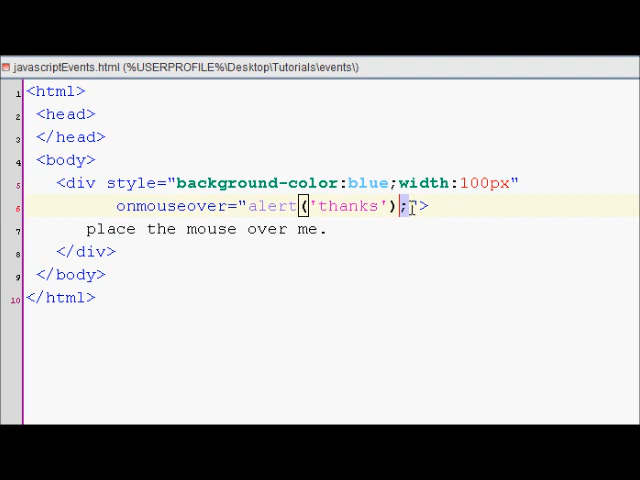 javascriptEvents.html (%USERPROFILE%\Desktop\Tutorials\events\)
1 <html>
2 <head>
3 </head>
4 <body>
5 <div style="background-color:blue;width:100px"
6 onmouseover="alert('thanks');">
7 place the mouse over me.
8 </div>
9 </body>
10 </html>